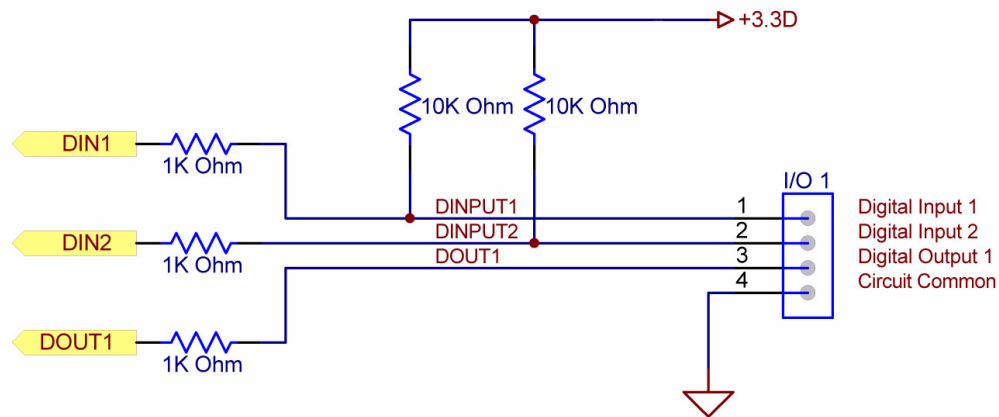 +3.3D
10K Ohm
10K Ohm
DIN1
1K Ohm
I/O 1
DINPUT1
1
Digital Input 1
DIN2
DINPUT2
2
Digital Input 2
1K Ohm
DOUT1
3
Digital Output 1
4
Circuit Common
DOUT1
1K Ohm